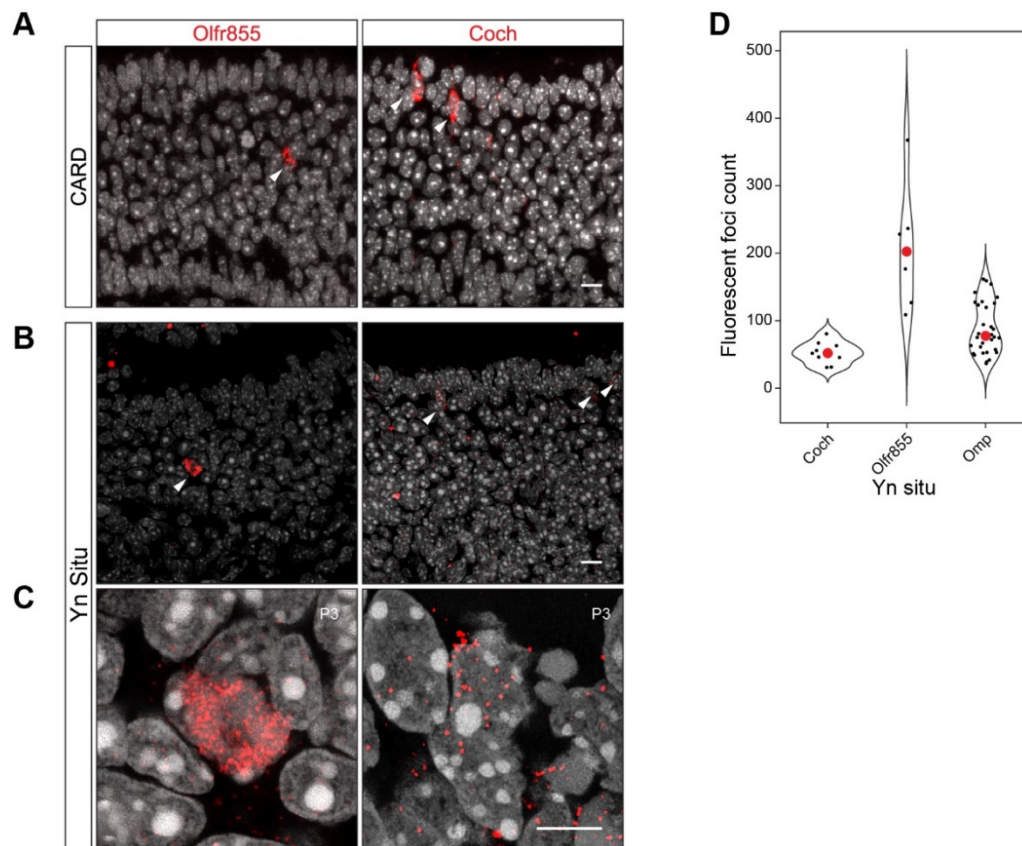 A
Olfr855
Coch
CARD
B
Yn Situ
C
P3
P3
D
500
400
300
200
100
0
Fluorescent foci count
Coch
Olfr855
Omp
Yn situ